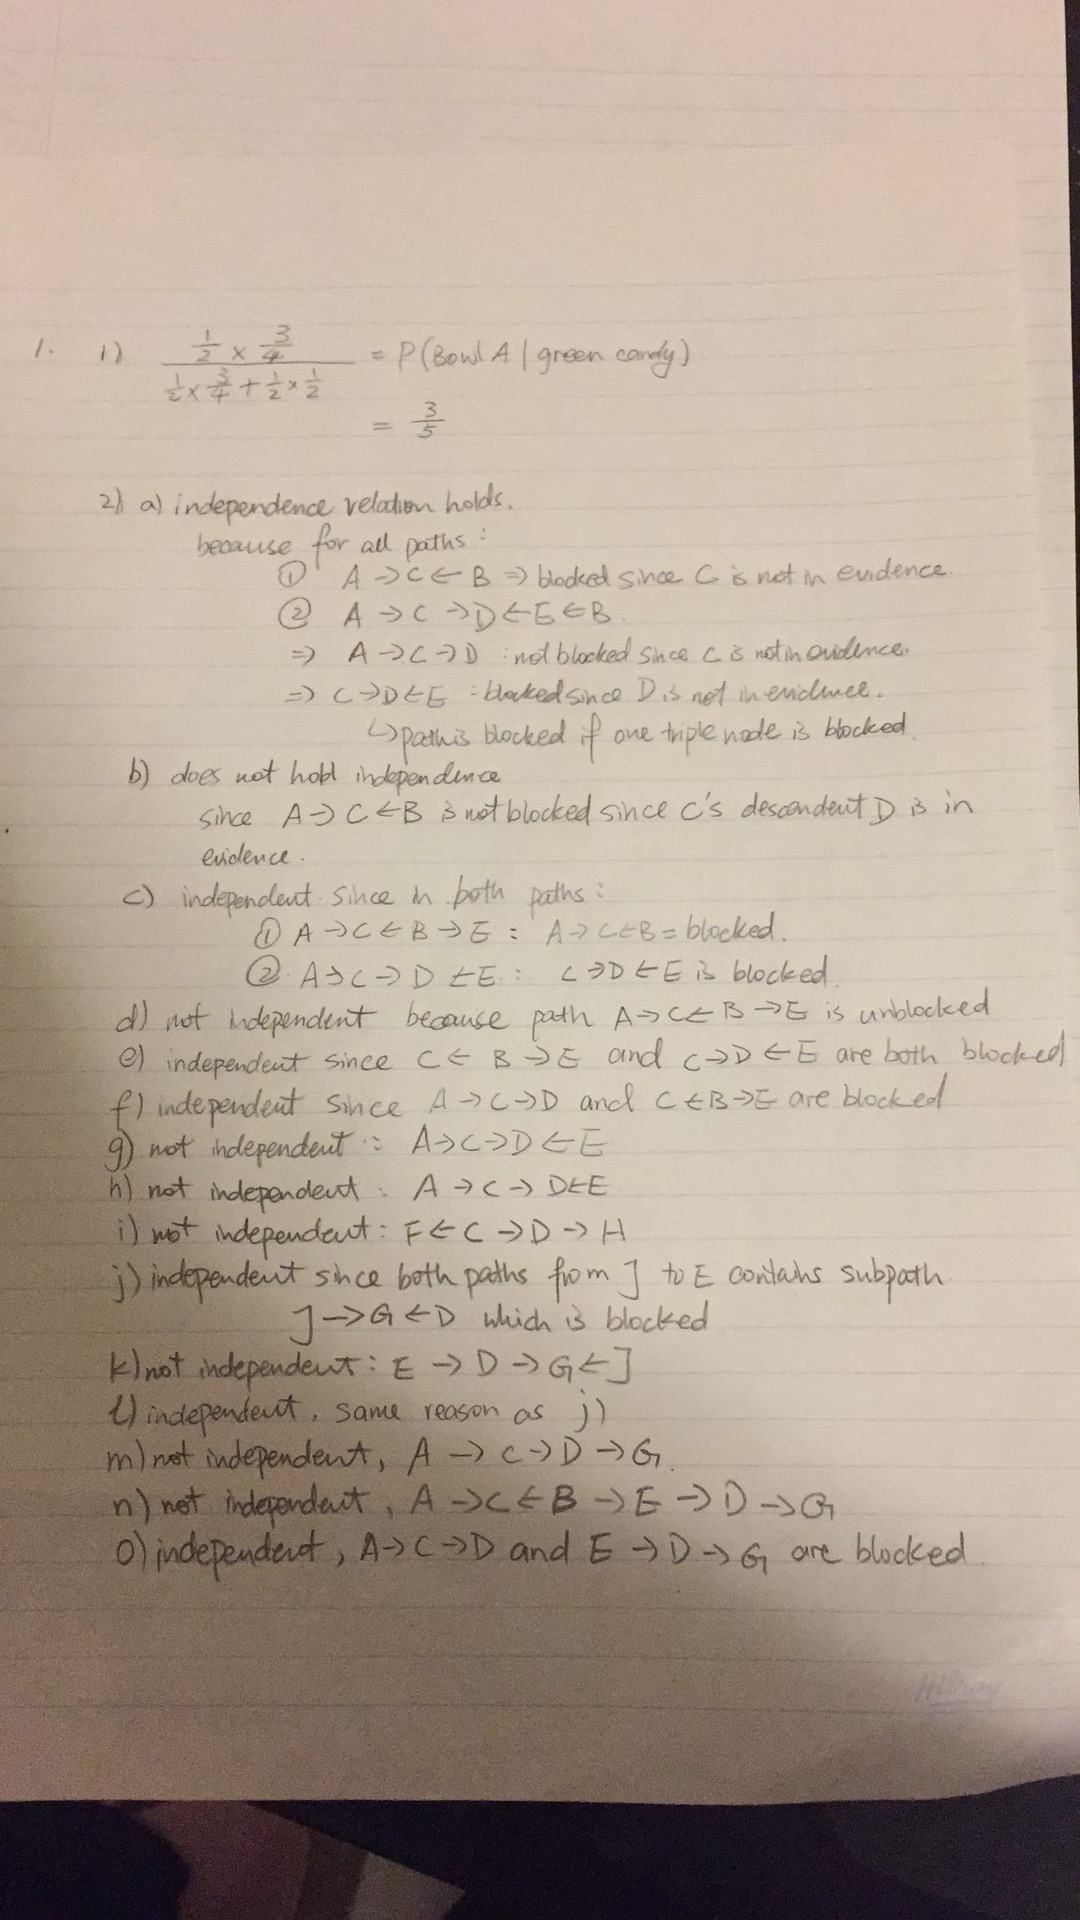 1. 1) \frac{\frac{1}{2} × \frac{3}{4}}{\frac{1}{2} × \frac{3}{4} + \frac{1}{2} × \frac{1}{2}} = P(Bowl A | green candy)
= \frac{3}{5}
2) a) independence relation holds.
because for all paths:
① A → C ← B ⇒ blocked since C is not in evidence.
② A → C → D ← E ← B.
⇒ A → C → D : not blocked since C is not in evidence.
⇒ C → D ← E : blocked since D is not in evidence.
↳ path is blocked if one triple node is blocked.
b) does not hold independence
since A → C ← B is not blocked since C's descendent D is in
evidence.
c) independent since in both paths:
① A → C ← B → E : A → C ← B = blocked.
② A → C → D ← E : C → D ← E is blocked.
d) not independent because path A → C ← B → E is unblocked
e) independent since C ← B → E and C → D ← E are both blocked
f) independent since A → C → D and C ← B → E are blocked
g) not independent : A → C → D ← E
h) not independent : A → C → D ← E
i) not independent : F ← C → D → H
j) independent since both paths from J to E contains subpath
J → G ← D which is blocked
k) not independent : E → D → G ← J
l) independent, same reason as j)
m) not independent, A → C → D → G.
n) not independent, A → C ← B → E → D → G
o) independent, A → C → D and E → D → G are blocked.
Hilroy